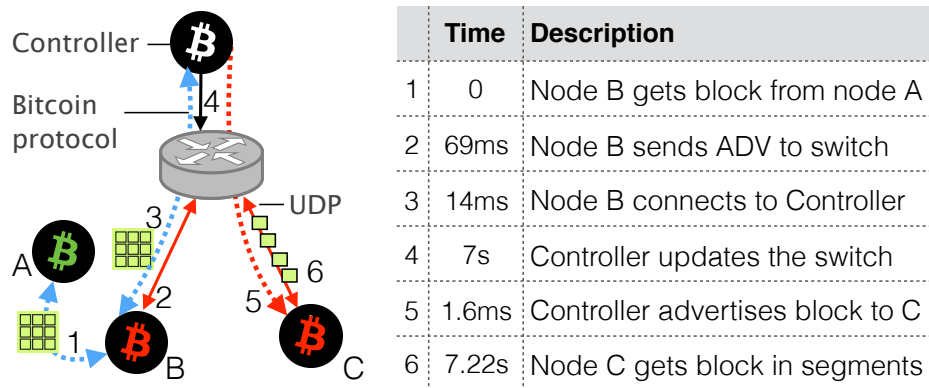 Controller
4
Bitcoin
protocol
UDP
3
A
2
5
6
1
B
C
Time Description
1 0 Node B gets block from node A
2 69ms Node B sends ADV to switch
3 14ms Node B connects to Controller
4 7s Controller updates the switch
5 1.6ms Controller advertises block to C
6 7.22s Node C gets block in segments